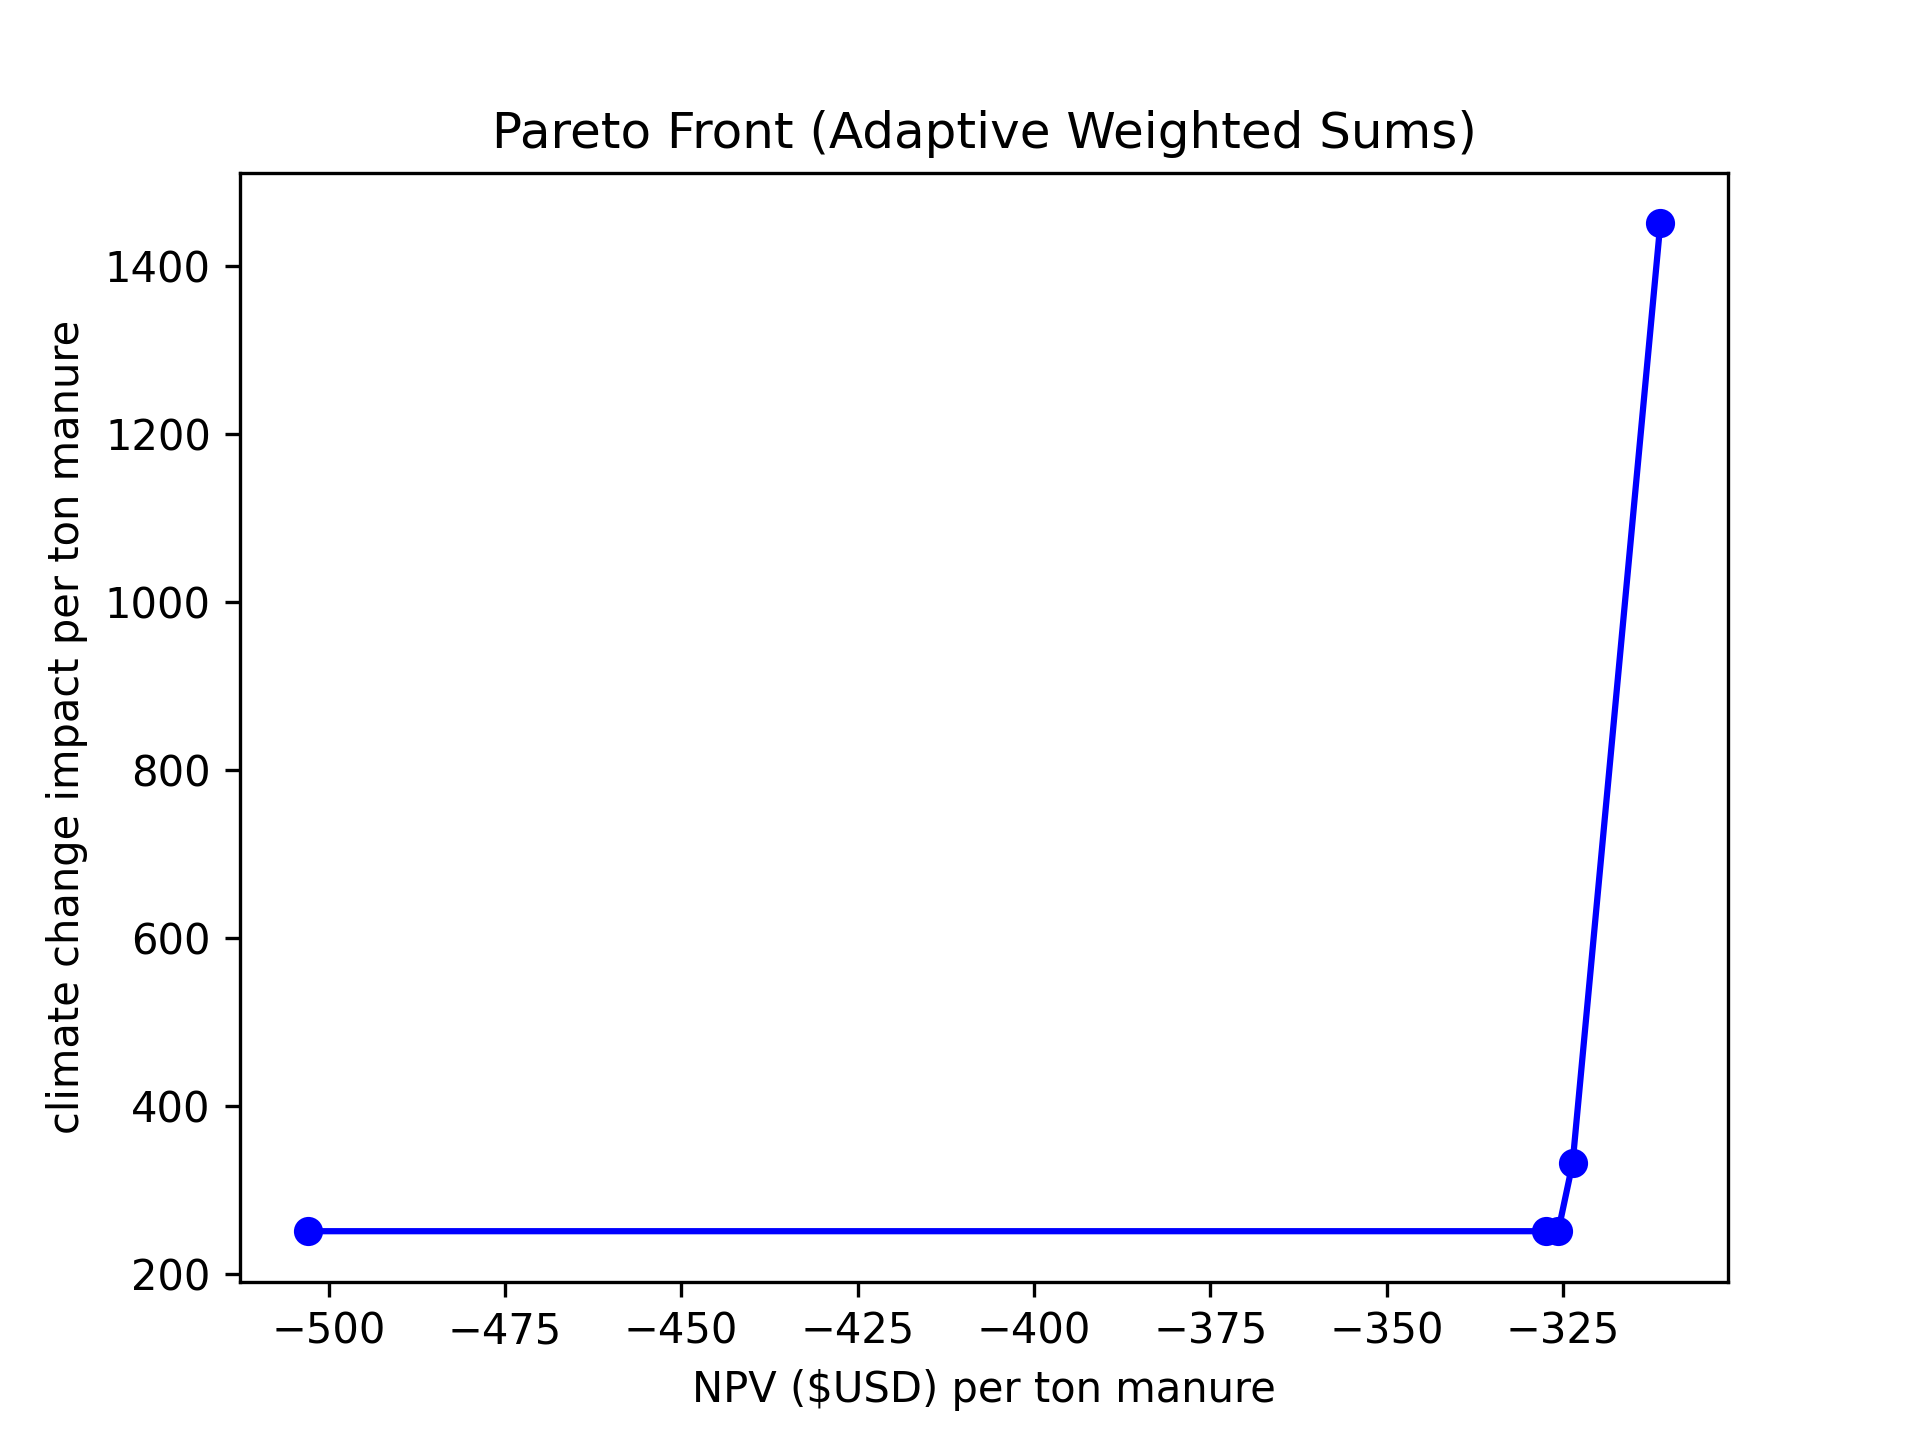 Pareto Front (Adaptive Weighted Sums)
1400
1200
1000
800
600
400
200
climate change impact per ton manure
−500 −475 −450 −425 −400 −375 −350 −325
NPV ($USD) per ton manure